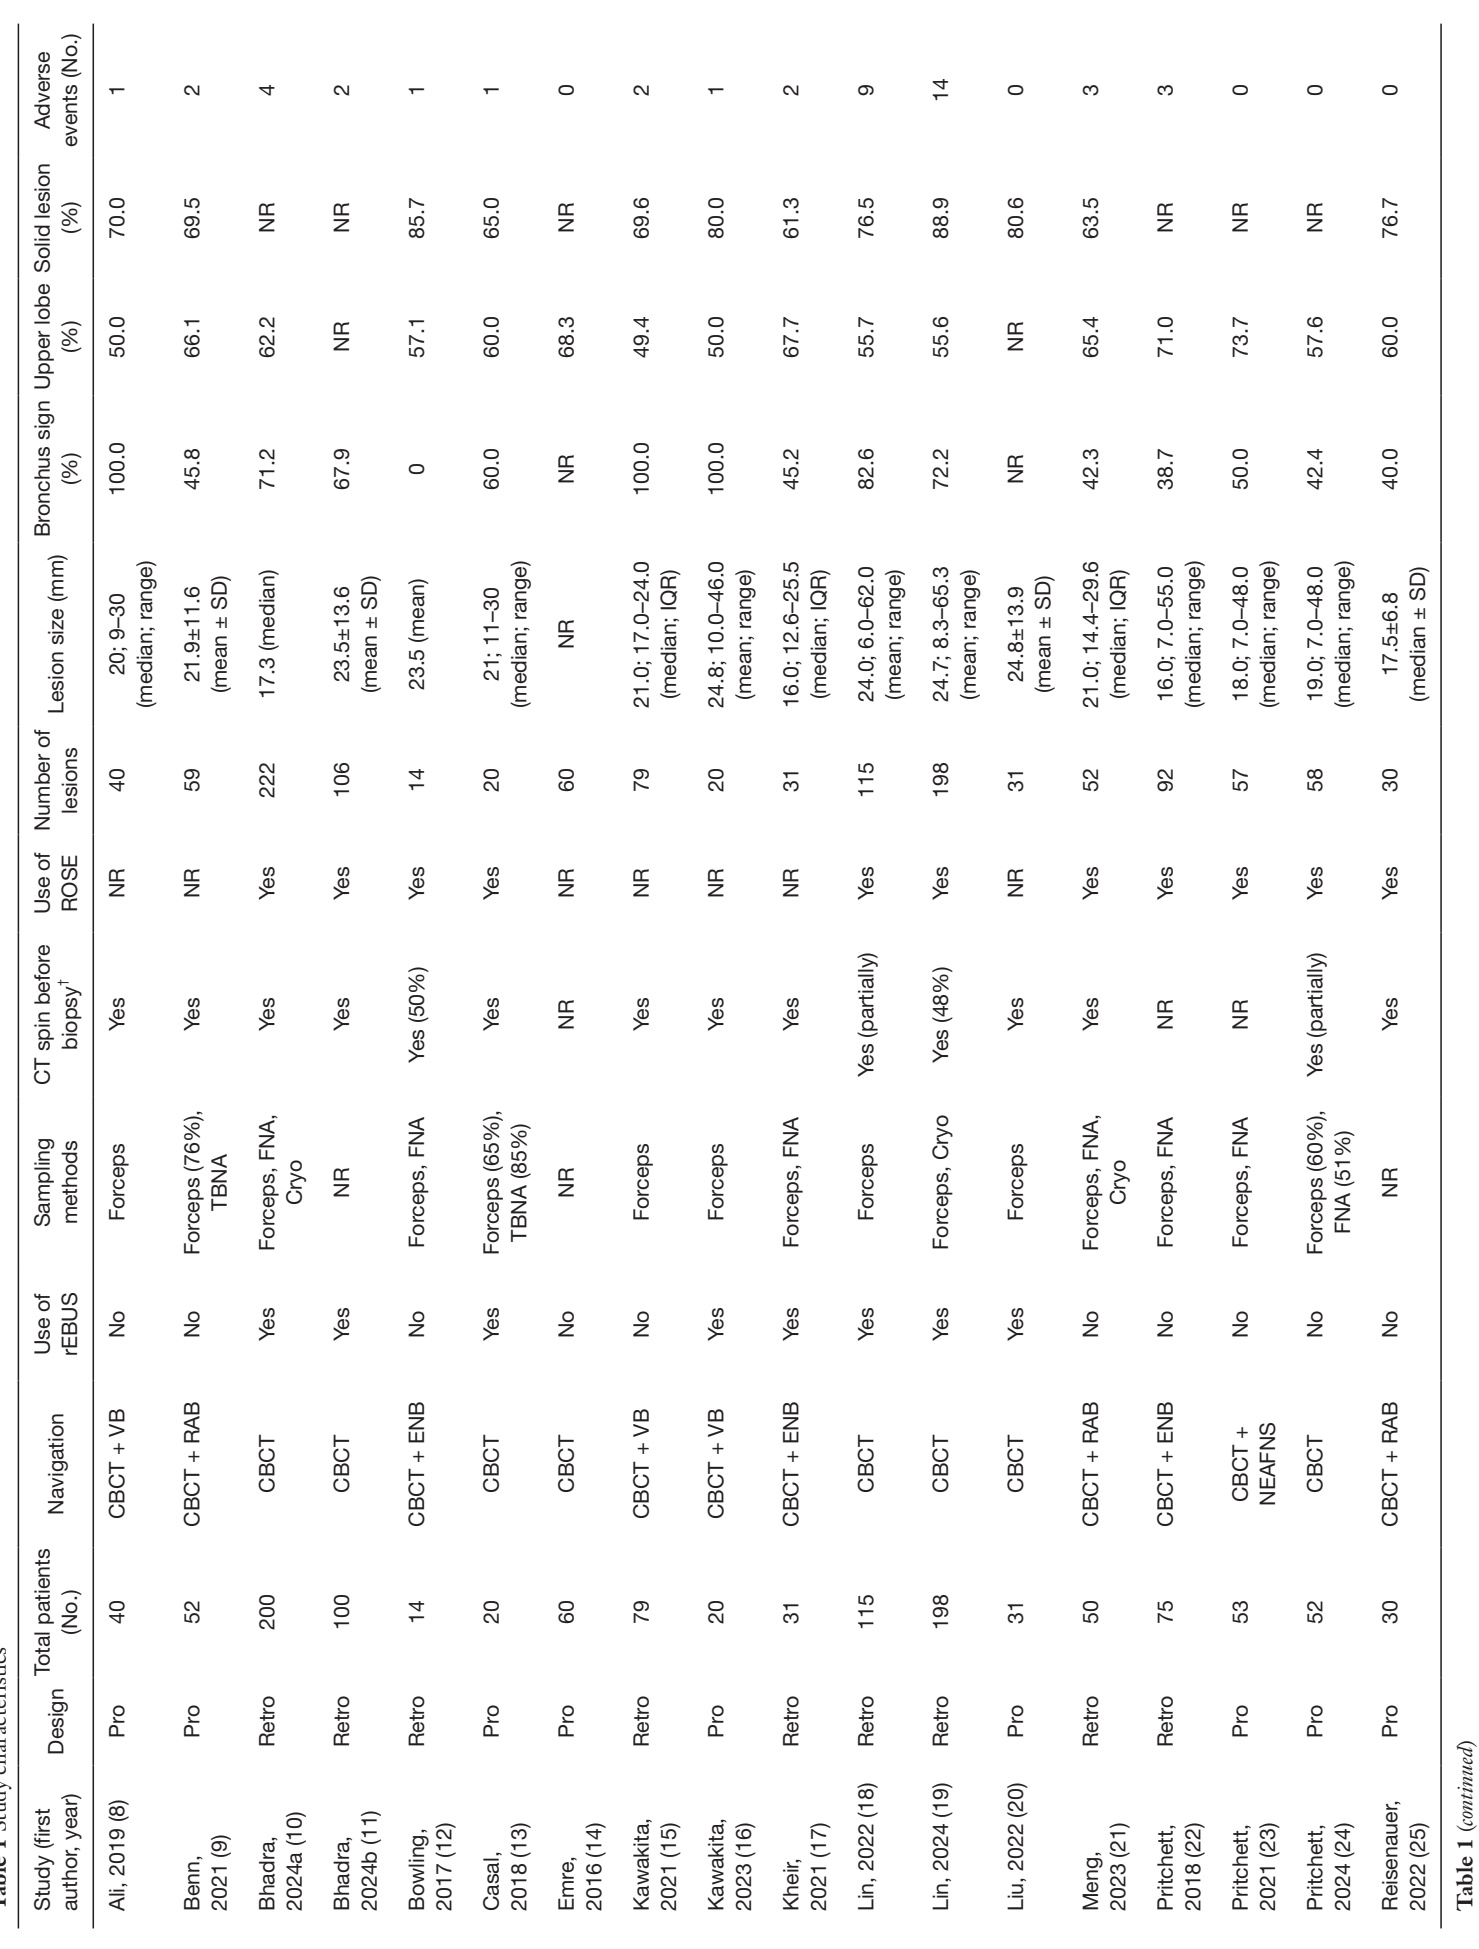 Table 1 Study characteristics
Study (first author, year) Design Total patients (No.) Navigation Use of rEBUS Sampling methods CT spin before biopsy† Use of ROSE Number of lesions Lesion size (mm) Bronchus sign (%) Upper lobe (%) Solid lesion (%) Adverse events (No.)
Ali, 2019 (8) Pro 40 CBCT + VB No Forceps Yes NR 40 20; 9–30 (median; range) 100.0 50.0 70.0 1
Benn, 2021 (9) Pro 52 CBCT + RAB No Forceps (76%), TBNA Yes NR 59 21.9±11.6 (mean ± SD) 45.8 66.1 69.5 2
Bhadra, 2024a (10) Retro 200 CBCT Yes Forceps, FNA, Cryo Yes Yes 222 17.3 (median) 71.2 62.2 NR 4
Bhadra, 2024b (11) Retro 100 CBCT Yes NR Yes Yes 106 23.5±13.6 (mean ± SD) 67.9 NR NR 2
Bowling, 2017 (12) Retro 14 CBCT + ENB No Forceps, FNA Yes (50%) Yes 14 23.5 (mean) 0 57.1 85.7 1
Casal, 2018 (13) Pro 20 CBCT Yes Forceps (65%), TBNA (85%) Yes Yes 20 21; 11–30 (median; range) 60.0 60.0 65.0 1
Emre, 2016 (14) Pro 60 CBCT No NR NR NR 60 NR NR 68.3 NR 0
Kawakita, 2021 (15) Retro 79 CBCT + VB No Forceps Yes NR 79 21.0; 17.0–24.0 (median; IQR) 100.0 49.4 69.6 2
Kawakita, 2023 (16) Pro 20 CBCT + VB Yes Forceps Yes NR 20 24.8; 10.0–46.0 (mean; range) 100.0 50.0 80.0 1
Kheir, 2021 (17) Retro 31 CBCT + ENB Yes Forceps, FNA Yes NR 31 16.0; 12.6–25.5 (median; IQR) 45.2 67.7 61.3 2
Lin, 2022 (18) Retro 115 CBCT Yes Forceps Yes (partially) Yes 115 24.0; 6.0–62.0 (mean; range) 82.6 55.7 76.5 9
Lin, 2024 (19) Retro 198 CBCT Yes Forceps, Cryo Yes (48%) Yes 198 24.7; 8.3–65.3 (mean; range) 72.2 55.6 88.9 14
Liu, 2022 (20) Pro 31 CBCT Yes Forceps Yes NR 31 24.8±13.9 (mean ± SD) NR NR 80.6 0
Meng, 2023 (21) Retro 50 CBCT + RAB No Forceps, FNA, Cryo Yes Yes 52 21.0; 14.4–29.6 (median; IQR) 42.3 65.4 63.5 3
Pritchett, 2018 (22) Retro 75 CBCT + ENB No Forceps, FNA NR Yes 92 16.0; 7.0–55.0 (median; range) 38.7 71.0 NR 3
Pritchett, 2021 (23) Pro 53 CBCT + NEAFNS No Forceps, FNA NR Yes 57 18.0; 7.0–48.0 (median; range) 50.0 73.7 NR 0
Pritchett, 2024 (24) Pro 52 CBCT No Forceps (60%), FNA (51%) Yes (partially) Yes 58 19.0; 7.0–48.0 (median; range) 42.4 57.6 NR 0
Reisenauer, 2022 (25) Pro 30 CBCT + RAB No NR Yes Yes 30 17.5±6.8 (median ± SD) 40.0 60.0 76.7 0
Table 1 (continued)